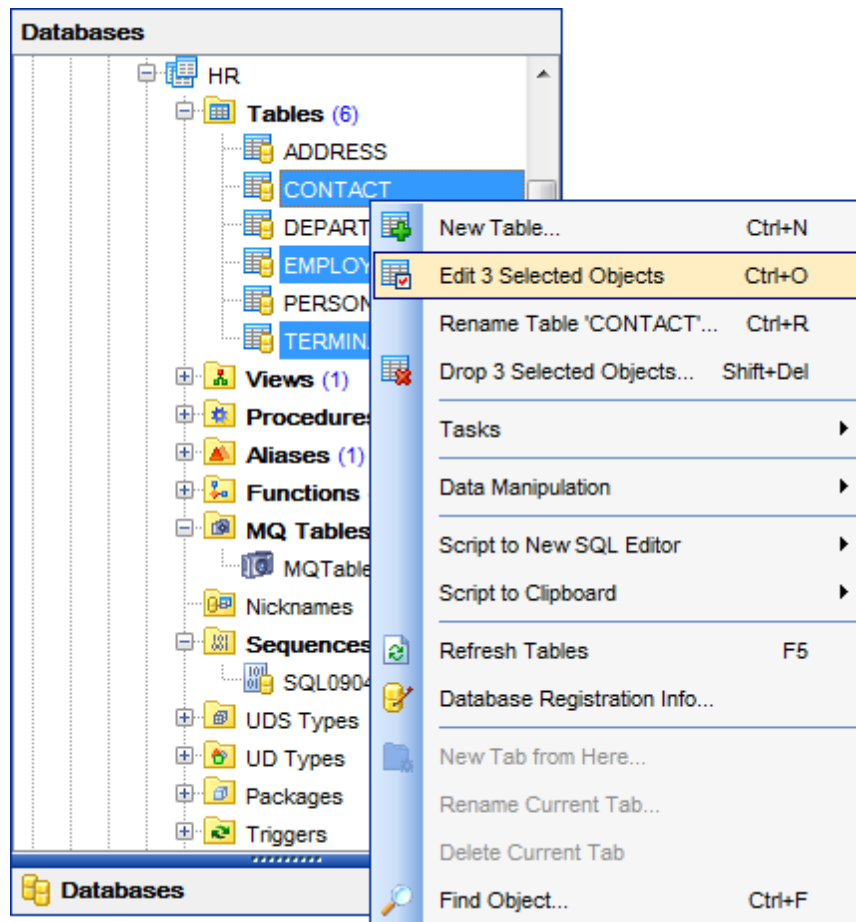 Databases
HR
Tables (6)
ADDRESS
CONTACT
DEPART
EMPLOY
PERSON
TERMIN
Views (1)
Procedures
Aliases (1)
Functions
MQ Tables
MQTable
Nicknames
Sequences
SQL0904
UDS Types
UD Types
Packages
Triggers
Databases
New Table... Ctrl+N
Edit 3 Selected Objects Ctrl+O
Rename Table 'CONTACT'... Ctrl+R
Drop 3 Selected Objects... Shift+Del
Tasks
Data Manipulation
Script to New SQL Editor
Script to Clipboard
Refresh Tables F5
Database Registration Info...
New Tab from Here...
Rename Current Tab...
Delete Current Tab
Find Object... Ctrl+F